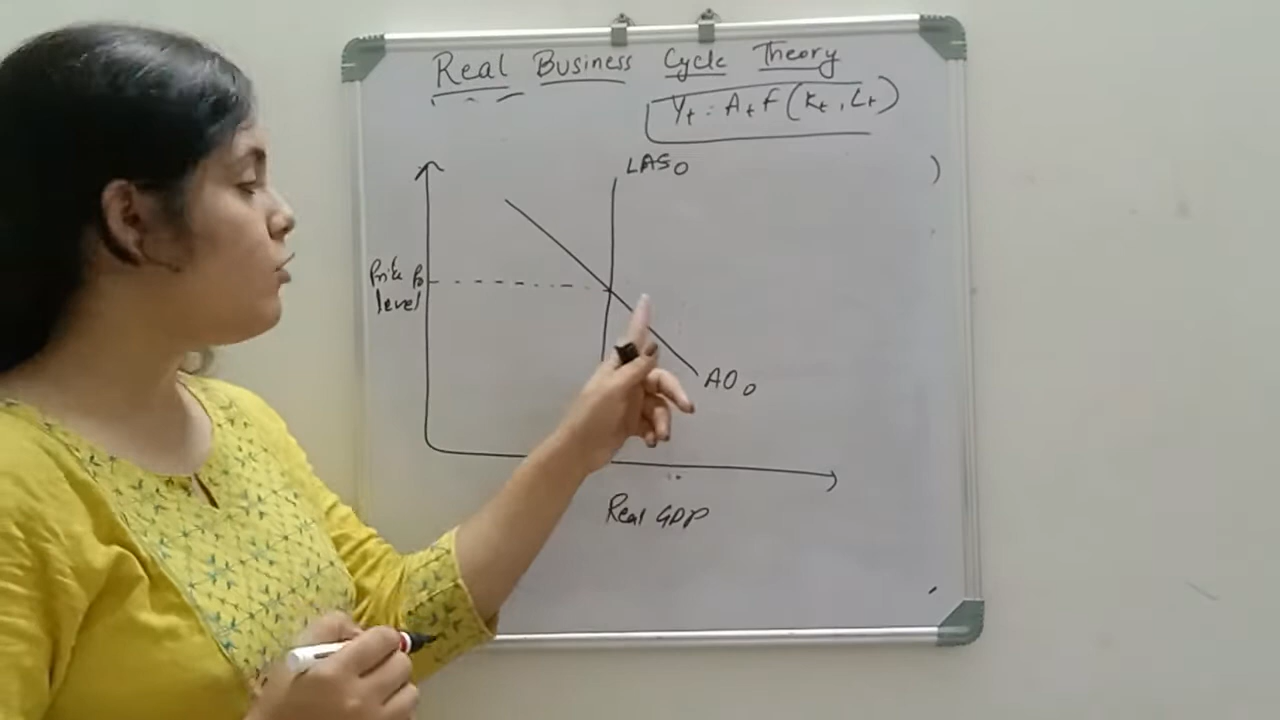 Real Business Cycle Theory
Yt = At F (Kt, Lt)
)
LAS0
Price P0
level
AD0
Real GDP